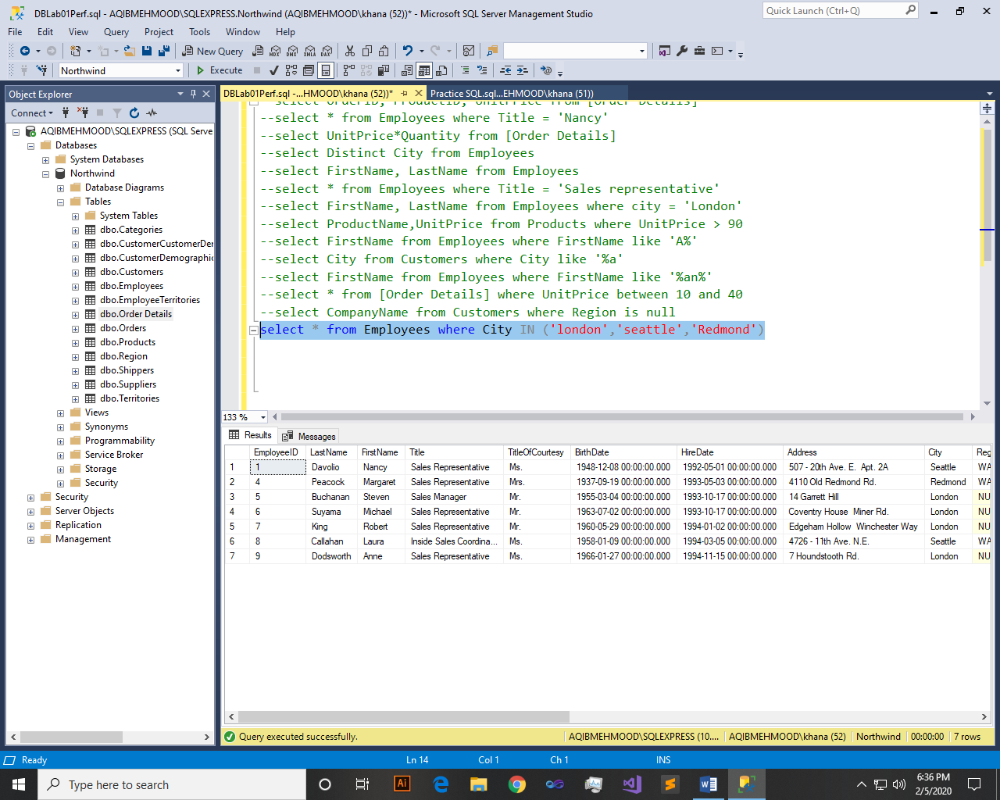 DBLab01Perf.sql - AQIBMEHMOOD\SQLEXPRESS.Northwind (AQIBMEHMOOD\khana (52))* - Microsoft SQL Server Management Studio
Quick Launch (Ctrl+Q)
File Edit View Query Project Tools Window Help
New Query MDX DMX XMLA DAX
Northwind Execute
Object Explorer
Connect
AQIBMEHMOOD\SQLEXPRESS (SQL Serve
Databases
System Databases
Northwind
Database Diagrams
Tables
System Tables
dbo.Categories
dbo.CustomerCustomerDer
dbo.CustomerDemographic
dbo.Customers
dbo.Employees
dbo.EmployeeTerritories
dbo.Order Details
dbo.Orders
dbo.Products
dbo.Region
dbo.Shippers
dbo.Suppliers
dbo.Territories
Views
Synonyms
Programmability
Service Broker
Storage
Security
Security
Server Objects
Replication
Management
DBLab01Perf.sql -...HMOOD\khana (52))* Practice SQL.sql...EHMOOD\khana (51))
--select OrderID, ProductID, UnitPrice from [Order Details]
--select * from Employees where Title = 'Nancy'
--select UnitPrice*Quantity from [Order Details]
--select Distinct City from Employees
--select FirstName, LastName from Employees
--select * from Employees where Title = 'Sales representative'
--select FirstName, LastName from Employees where city = 'London'
--select ProductName,UnitPrice from Products where UnitPrice > 90
--select FirstName from Employees where FirstName like 'A%'
--select City from Customers where City like '%a'
--select FirstName from Employees where FirstName like '%an%'
--select * from [Order Details] where UnitPrice between 10 and 40
--select CompanyName from Customers where Region is null
select * from Employees where City IN ('london','seattle','Redmond')
133 %
Results Messages
EmployeeID LastName FirstName Title TitleOfCourtesy BirthDate HireDate Address City Reg
1 1 Davolio Nancy Sales Representative Ms. 1948-12-08 00:00:00.000 1992-05-01 00:00:00.000 507 - 20th Ave. E. Apt. 2A Seattle WA
2 4 Peacock Margaret Sales Representative Mrs. 1937-09-19 00:00:00.000 1993-05-03 00:00:00.000 4110 Old Redmond Rd. Redmond WA
3 5 Buchanan Steven Sales Manager Mr. 1955-03-04 00:00:00.000 1993-10-17 00:00:00.000 14 Garrett Hill London NU
4 6 Suyama Michael Sales Representative Mr. 1963-07-02 00:00:00.000 1993-10-17 00:00:00.000 Coventry House Miner Rd. London NU
5 7 King Robert Sales Representative Mr. 1960-05-29 00:00:00.000 1994-01-02 00:00:00.000 Edgeham Hollow Winchester Way London NU
6 8 Callahan Laura Inside Sales Coordina... Ms. 1958-01-09 00:00:00.000 1994-03-05 00:00:00.000 4726 - 11th Ave. N.E. Seattle WA
7 9 Dodsworth Anne Sales Representative Ms. 1966-01-27 00:00:00.000 1994-11-15 00:00:00.000 7 Houndstooth Rd. London NU
Query executed successfully. AQIBMEHMOOD\SQLEXPRESS (10.... AQIBMEHMOOD\khana (52) Northwind 00:00:00 7 rows
Ready Ln 14 Col 1 Ch 1 INS
Type here to search
Ai
6:36 PM
2/5/2020